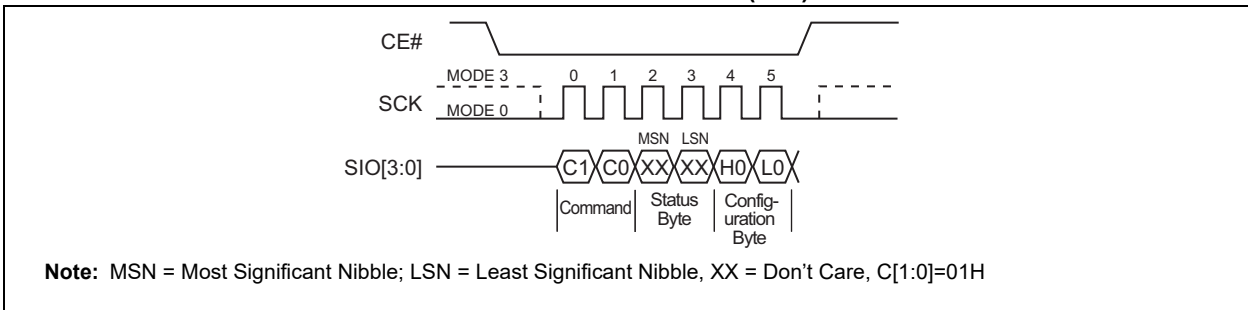 CE#
MODE 3 0 1 2 3 4 5
SCK
MODE 0
MSN LSN
SIO[3:0] C1 C0 XX XX H0 L0
Command Status Byte Config-uration Byte
Note: MSN = Most Significant Nibble; LSN = Least Significant Nibble, XX = Don't Care, C[1:0]=01H